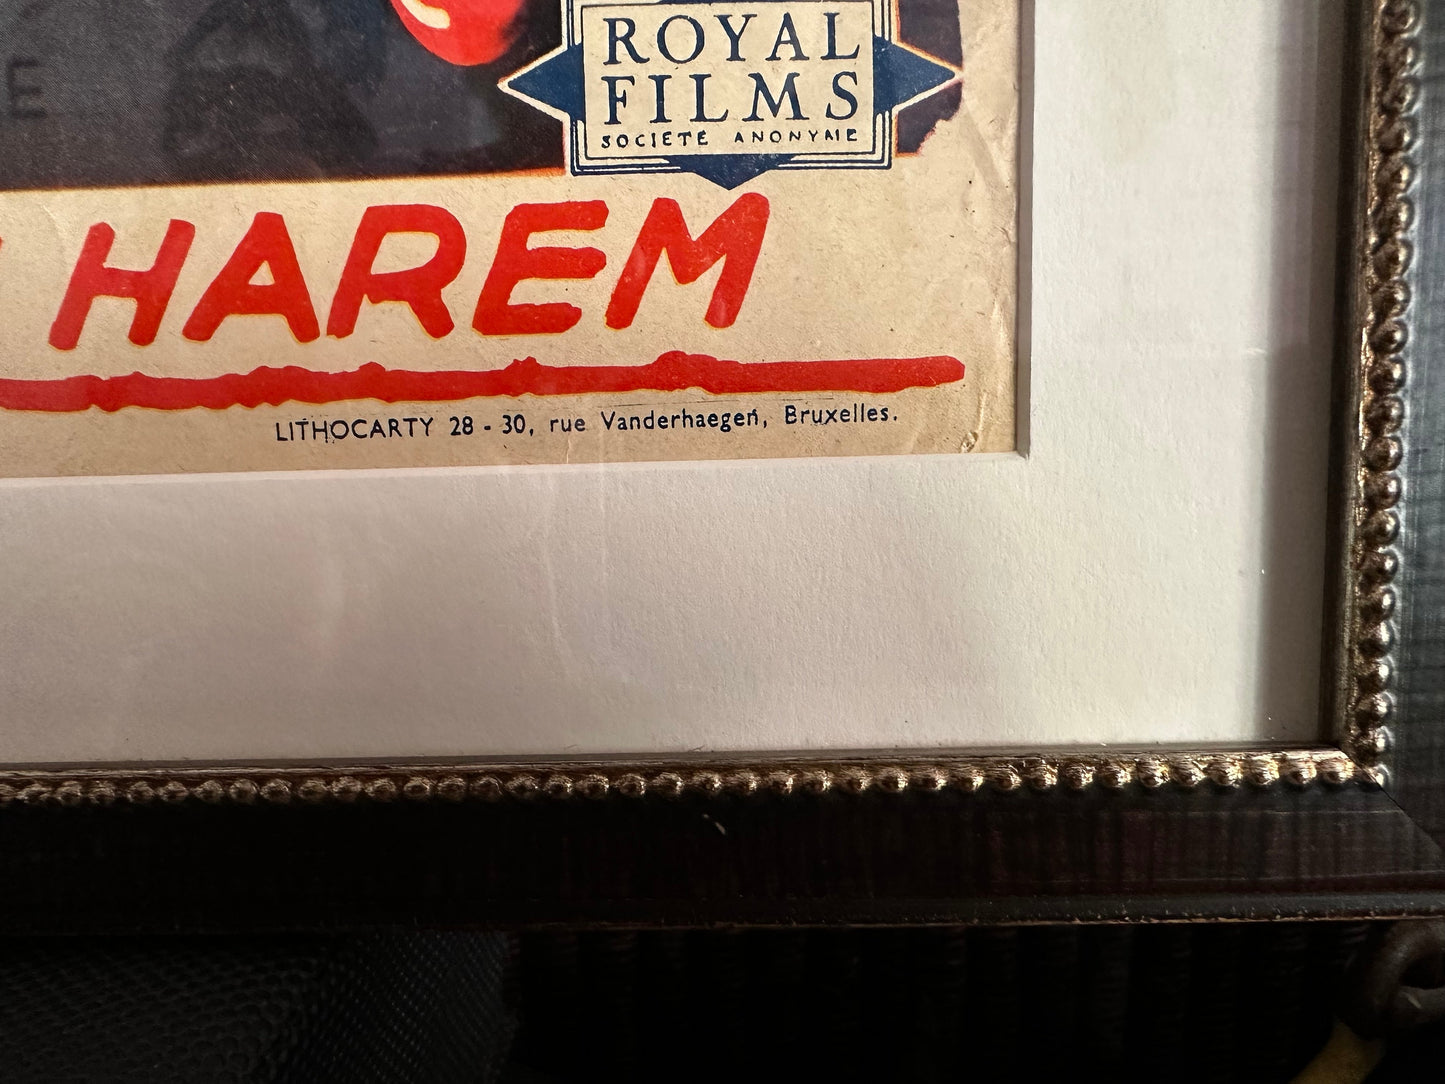 E
ROYAL
FILMS
SOCIETE ANONYME
HAREM
LITHOCARTY 28 - 30, rue Vanderhaegen, Bruxelles.